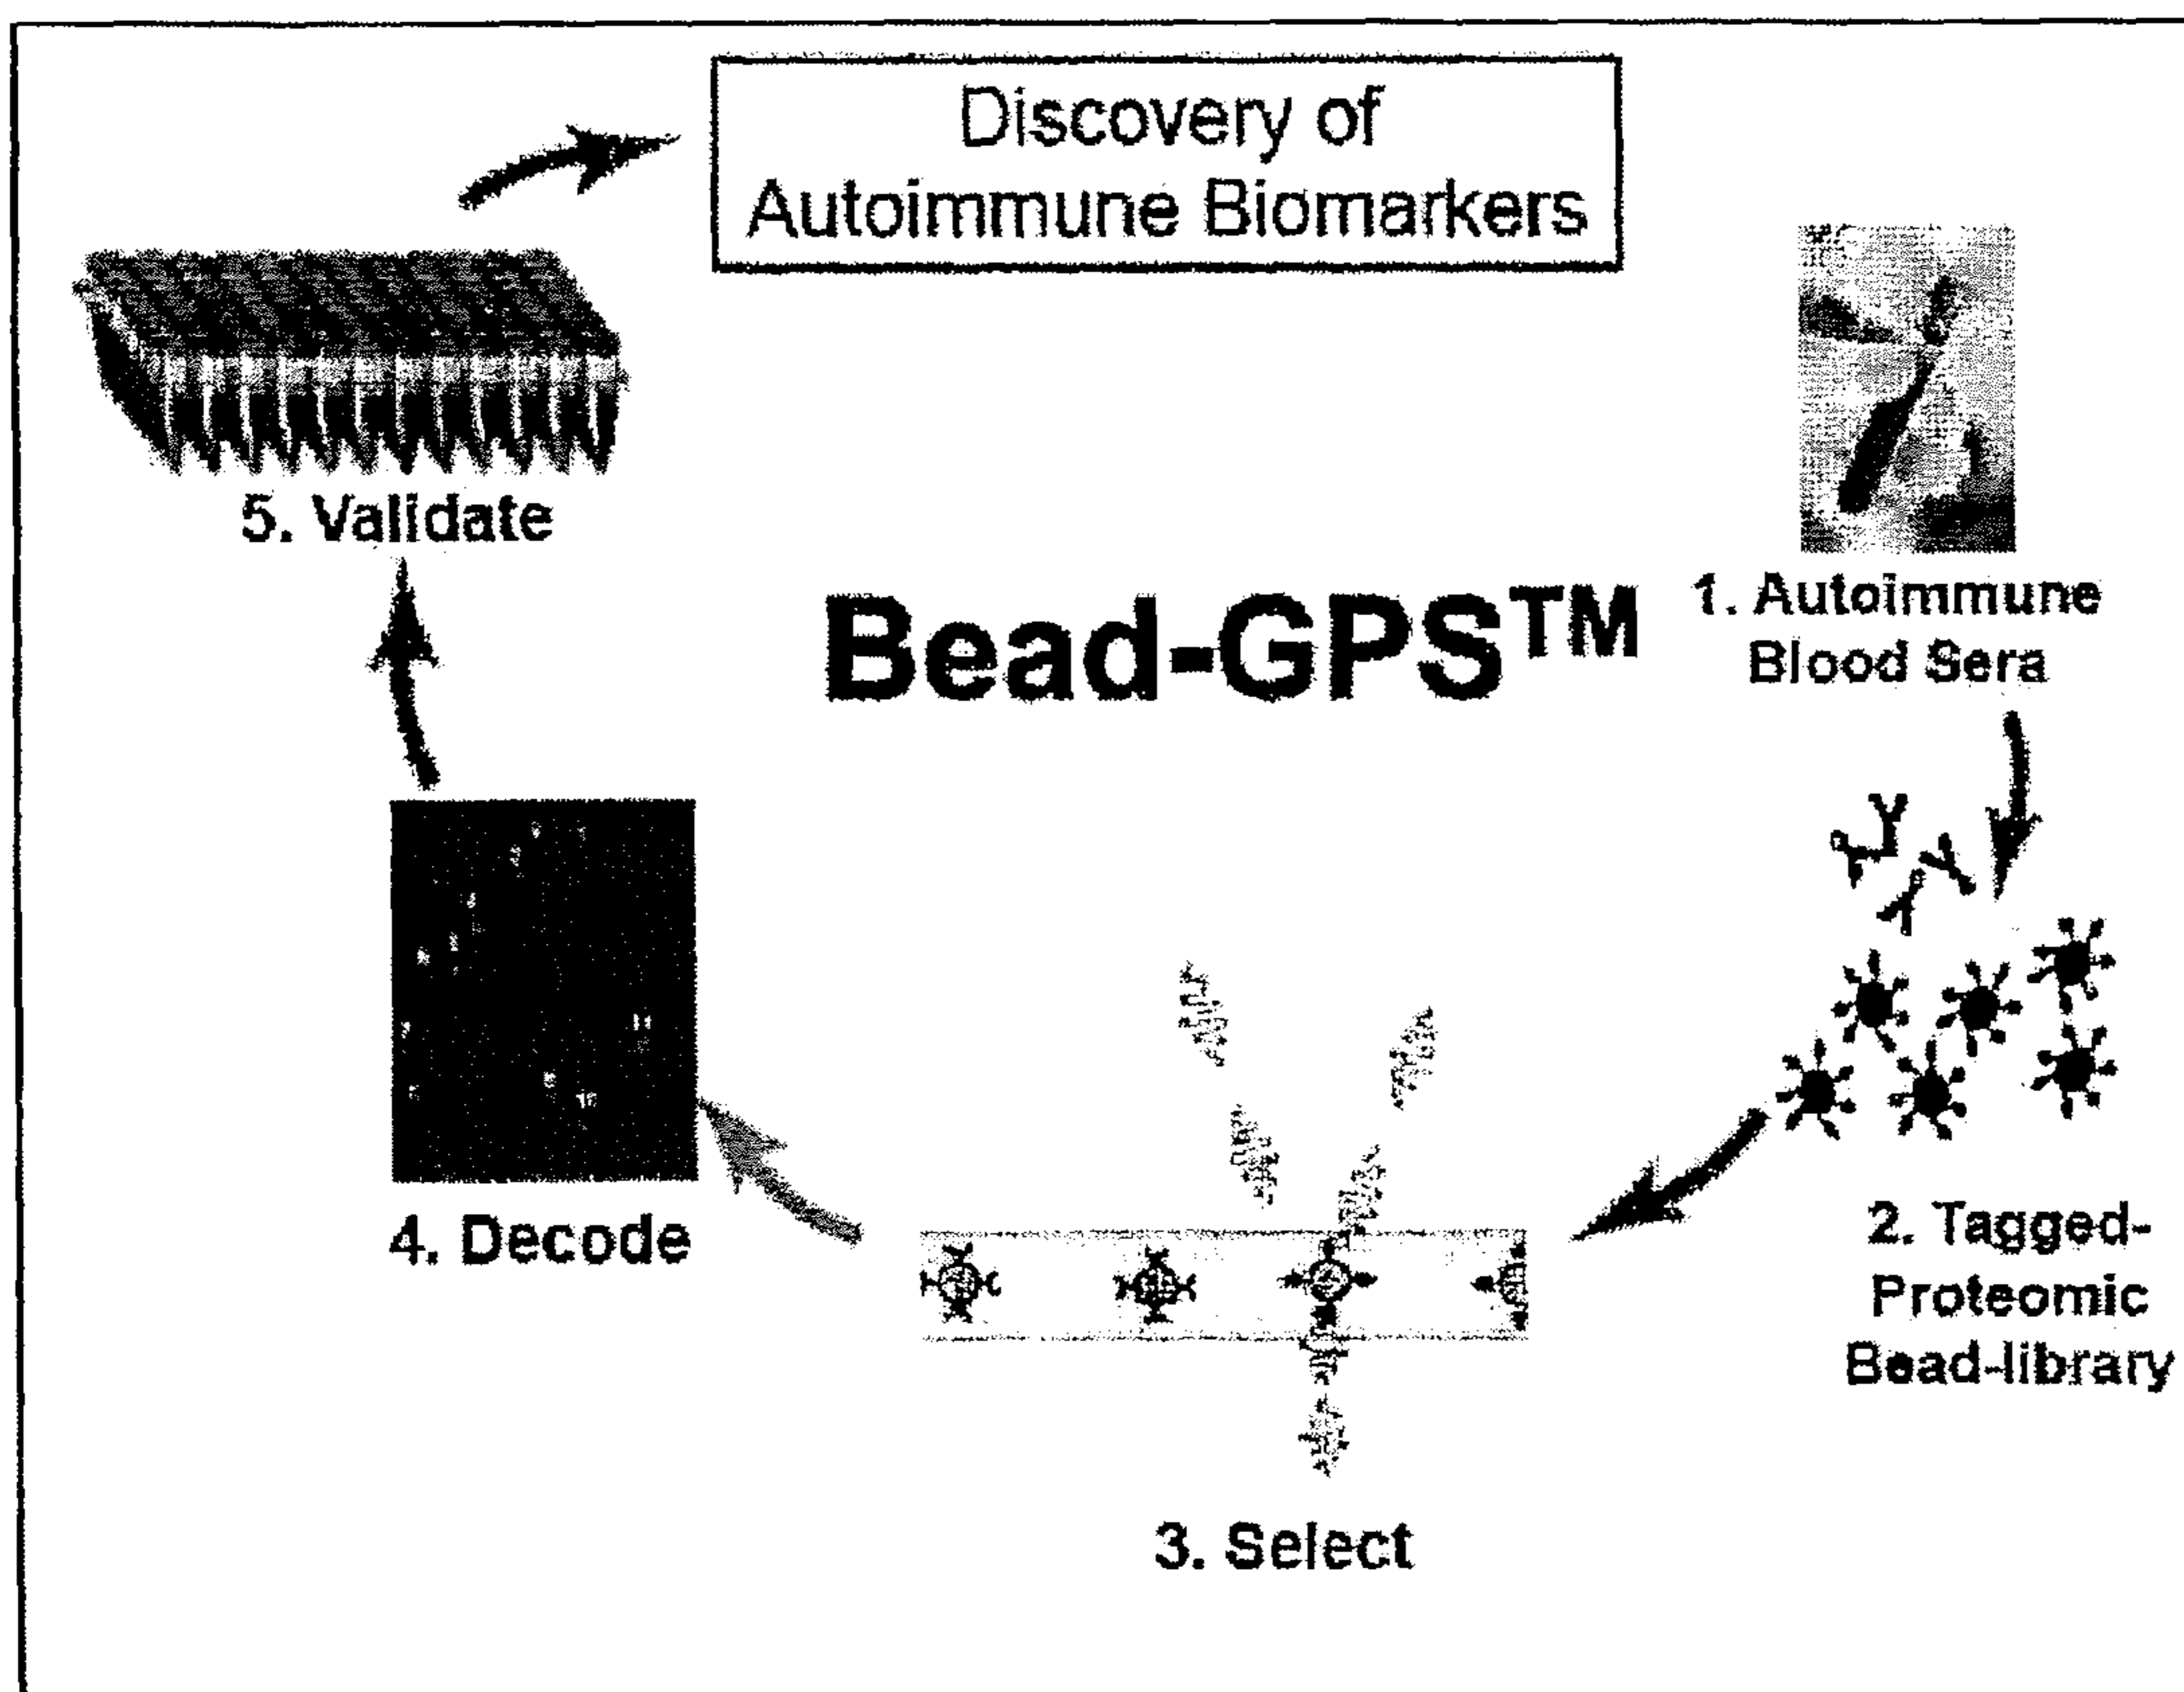 Discovery of
Autoimmune Biomarkers
Bead-GPS™
1. Autoimmune
Blood Sera
2. Tagged-
Proteomic
Bead-library
3. Select
4. Decode
5. Validate